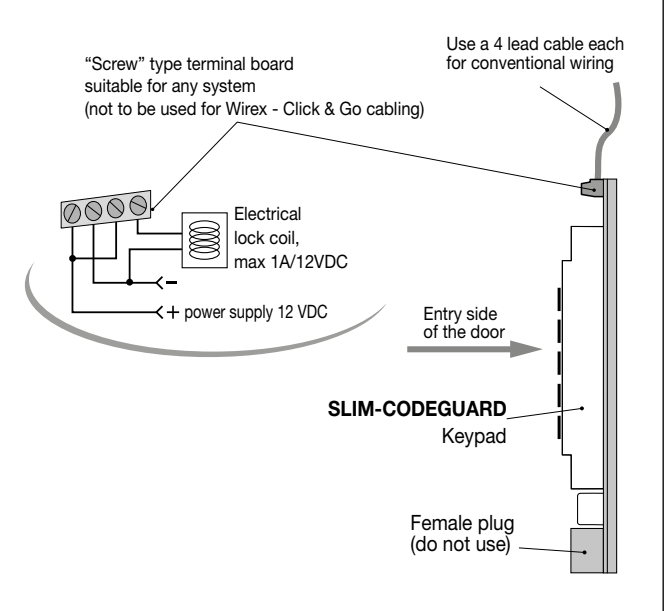 Use a 4 lead cable each
for conventional wiring
“Screw” type terminal board
suitable for any system
(not to be used for Wirex - Click & Go cabling)
Electrical
lock coil,
max 1A/12VDC
-
+ power supply 12 VDC
Entry side
of the door
SLIM-CODEGUARD
Keypad
Female plug
(do not use)